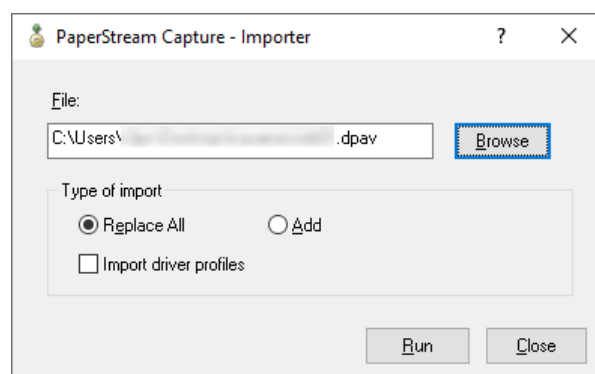 PaperStream Capture - Importer ? ×
File:
C:\Users\ .dpav Browse
Type of import
Replace All Add
Import driver profiles
Run Close